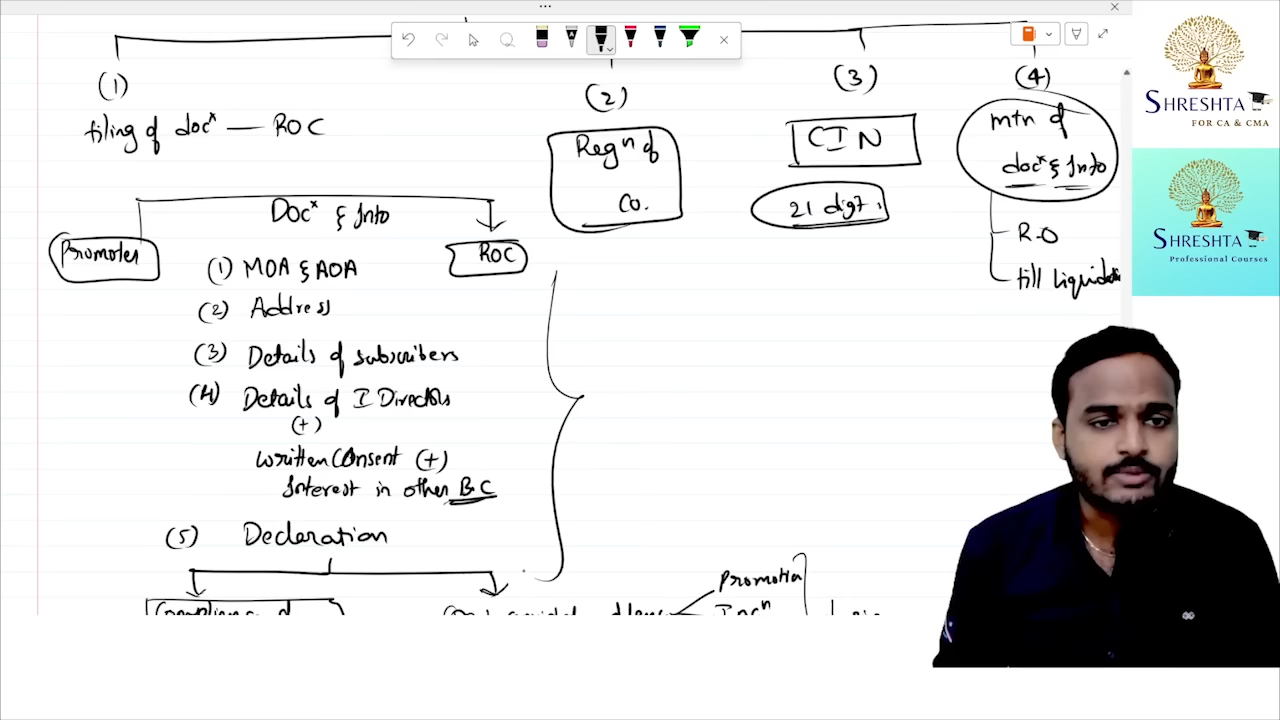 (1)
(2)
(3)
(4)
filing of docˣ — ROC
Regⁿ of
Co.
CIN
21 digt.
mtn of
docˣ & Info
R.O
till liquidation
Docˣ & Info
Promoter
ROC
(1) MOA & AOA
(2) Address
(3) Details of subscribers
(4) Details of I Directors
(+)
written consent (+)
Interest in other B.C
(5) Declaration
Promotion
Incⁿ
SHRESHTA
FOR CA & CMA
SHRESHTA
Professional Courses